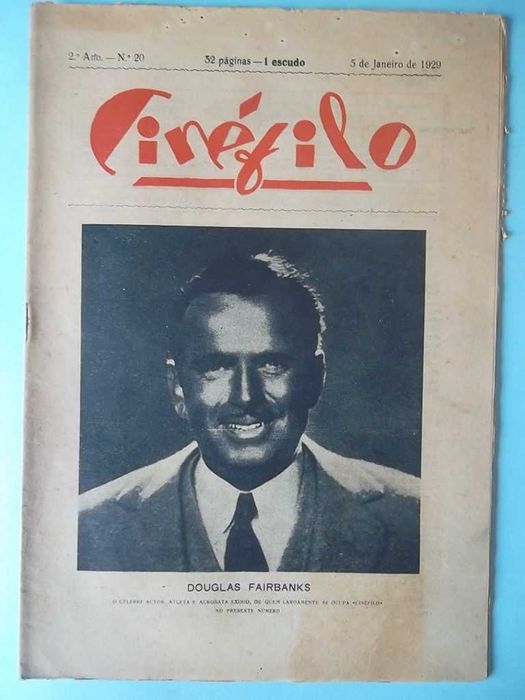 2.º Ano. — N.º 20 32 páginas — 1 escudo 5 de Janeiro de 1929
Cinéfilo
DOUGLAS FAIRBANKS
O CÉLEBRE ACTOR, ATLETA E ACROBATA EXÍMIO, DE QUEM LARGAMENTE SE OCUPA «CINÉFILO»
NO PRESENTE NÚMERO